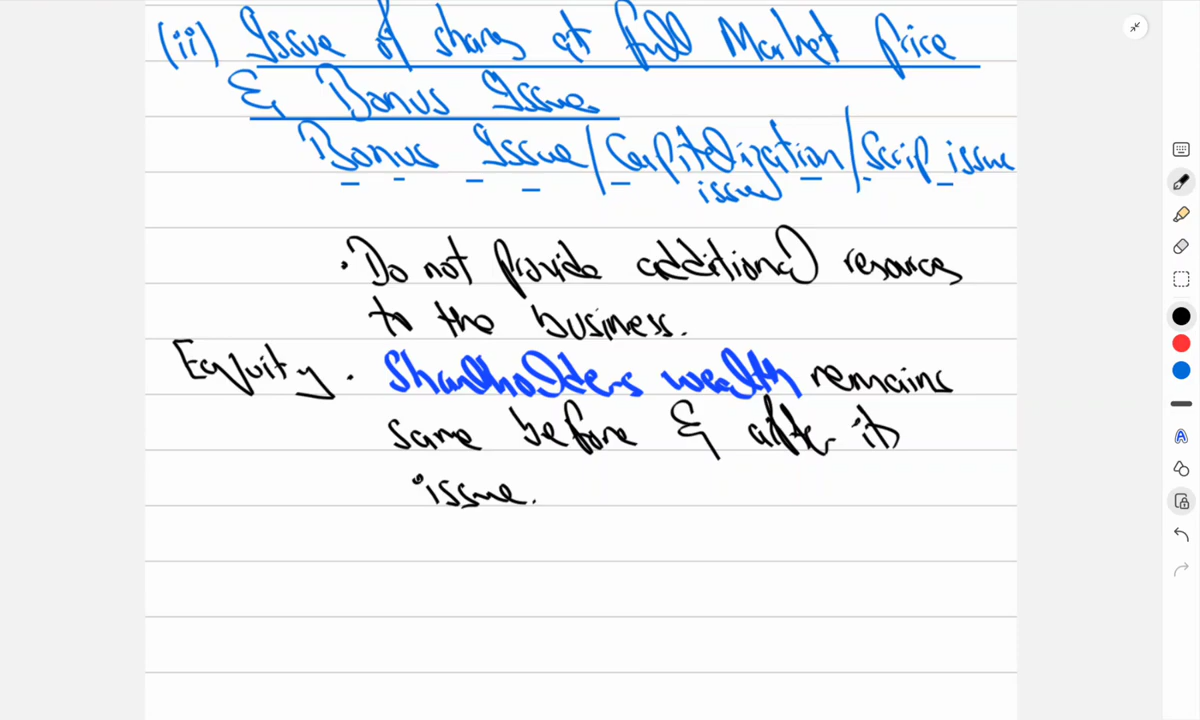 (ii) Issue of shares at full Market Price
& Bonus Issue
Bonus Issue/Capitalization/Scrip issue
issue
. Do not provide additional resources
to the business.
Equity . Shareholders wealth remains
same before & after its
issue.